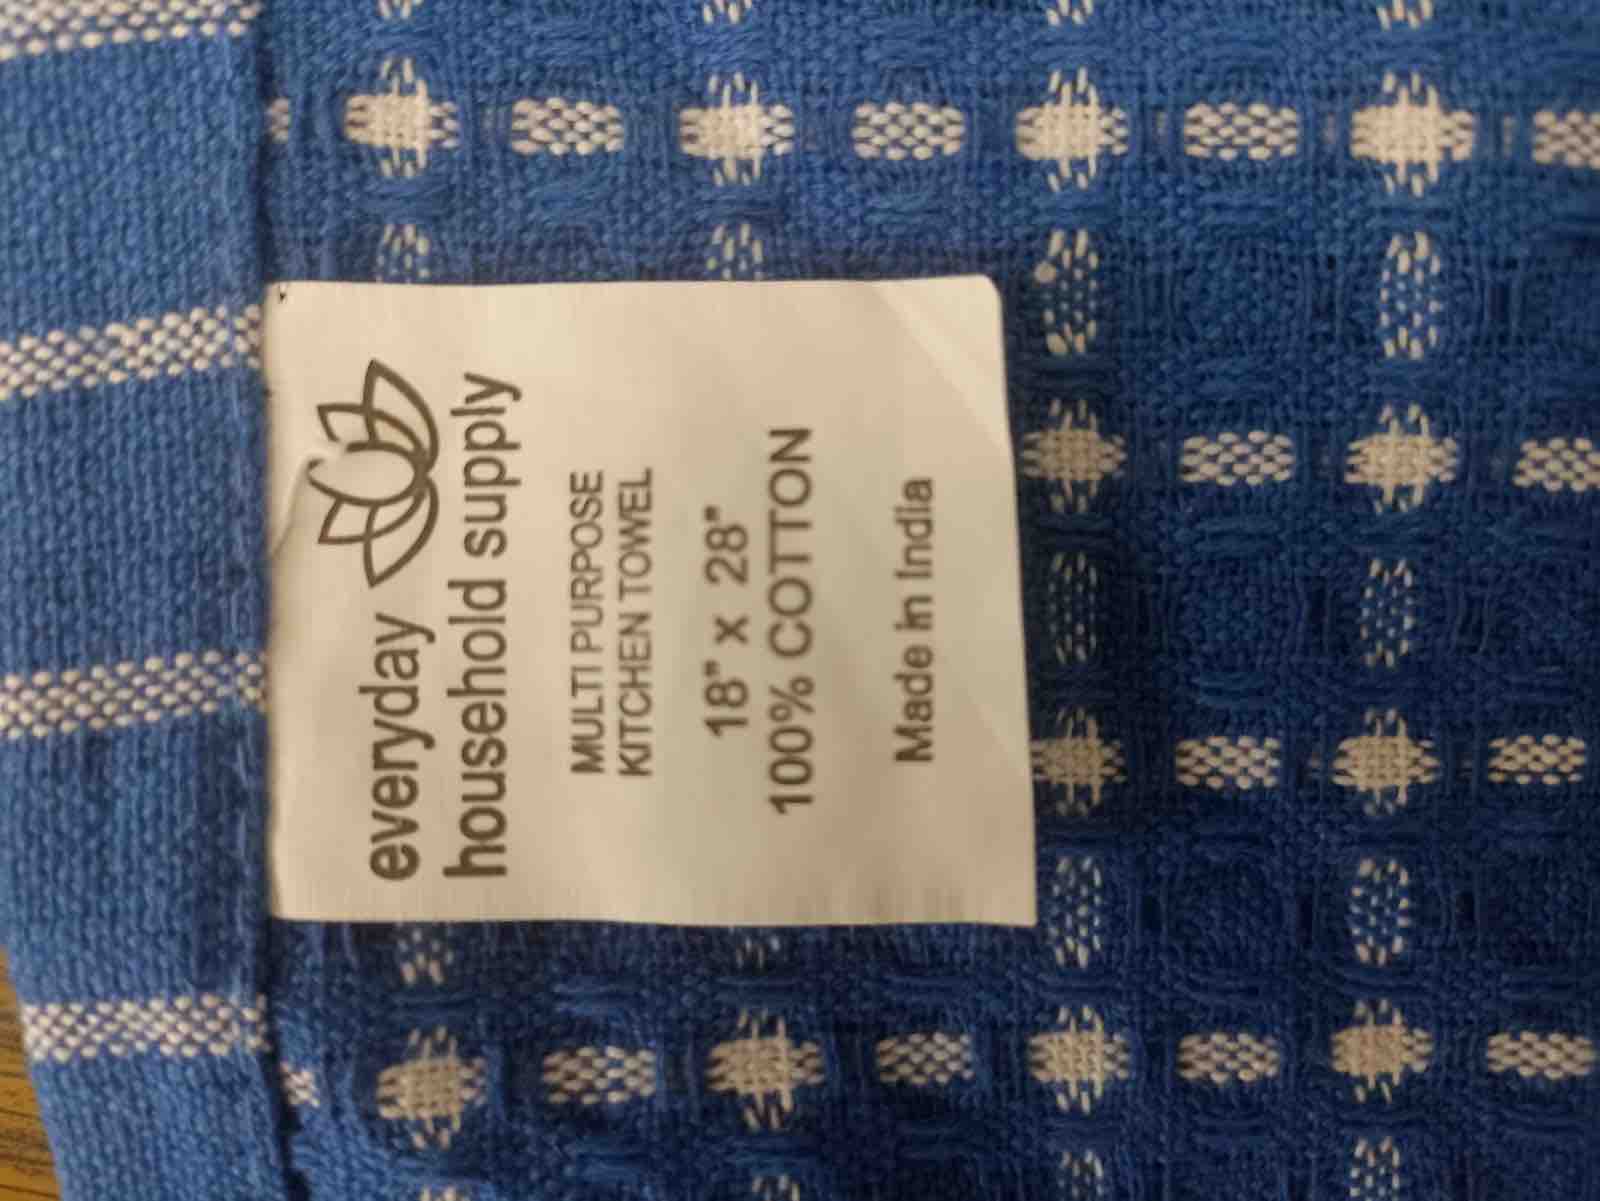 everyday
household supply
MULTI PURPOSE
KITCHEN TOWEL
18" x 28"
100% COTTON
Made in India